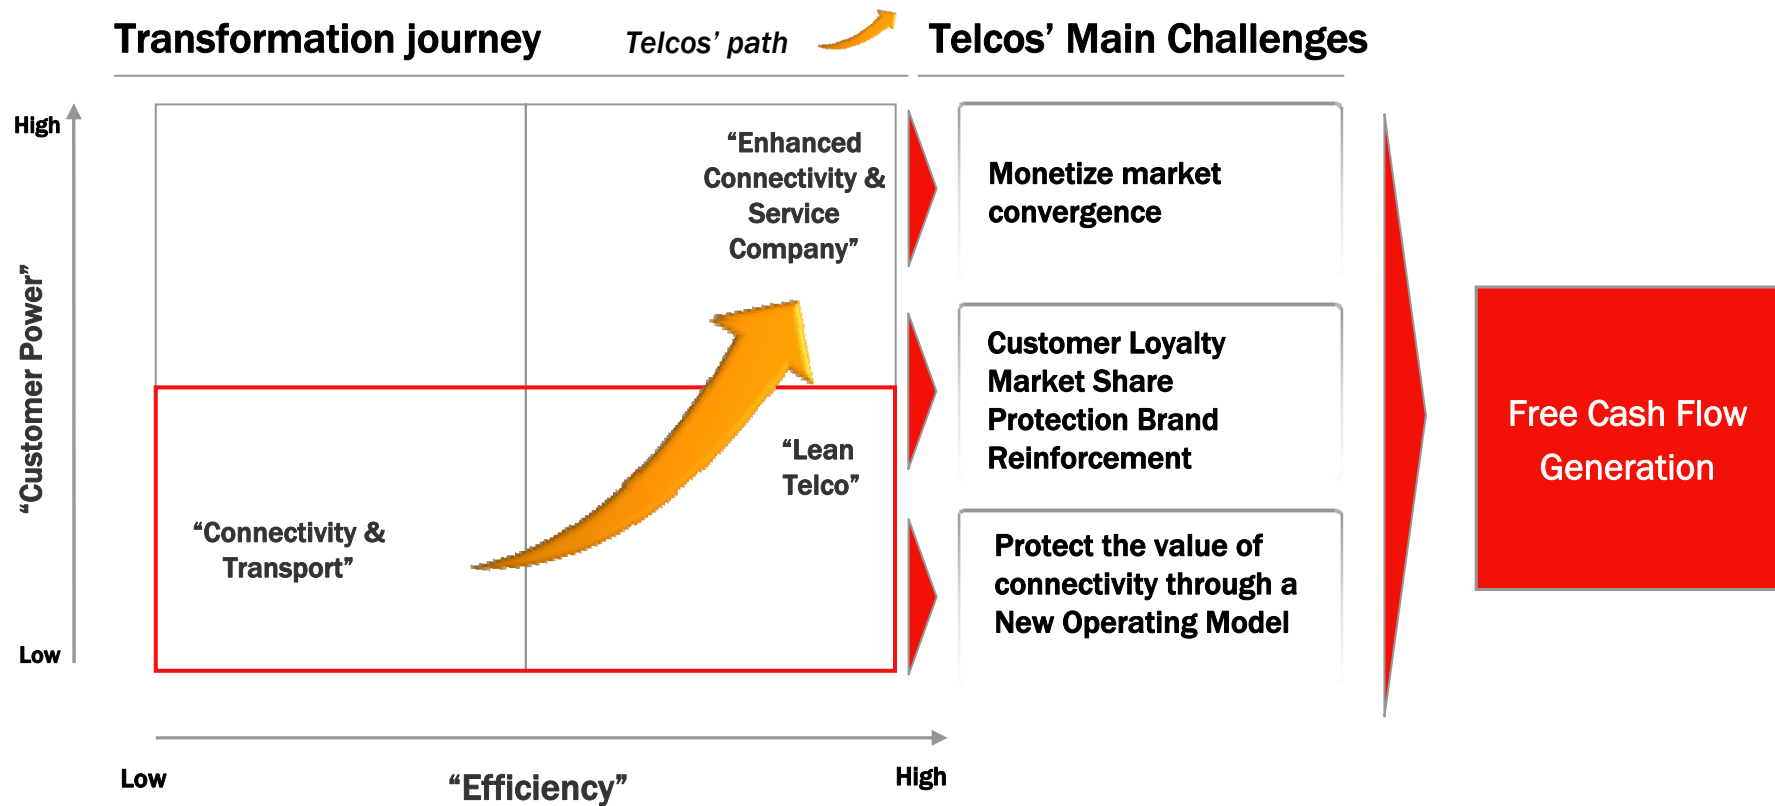 Transformation journey
Telcos’ path
Telcos’ Main Challenges
High
“Customer Power”
Low
“Enhanced
Connectivity &
Service
Company”
“Lean
Telco”
“Connectivity &
Transport”
Low
“Efficiency”
High
Monetize market
convergence
Customer Loyalty
Market Share
Protection Brand
Reinforcement
Protect the value of
connectivity through a
New Operating Model
Free Cash Flow
Generation